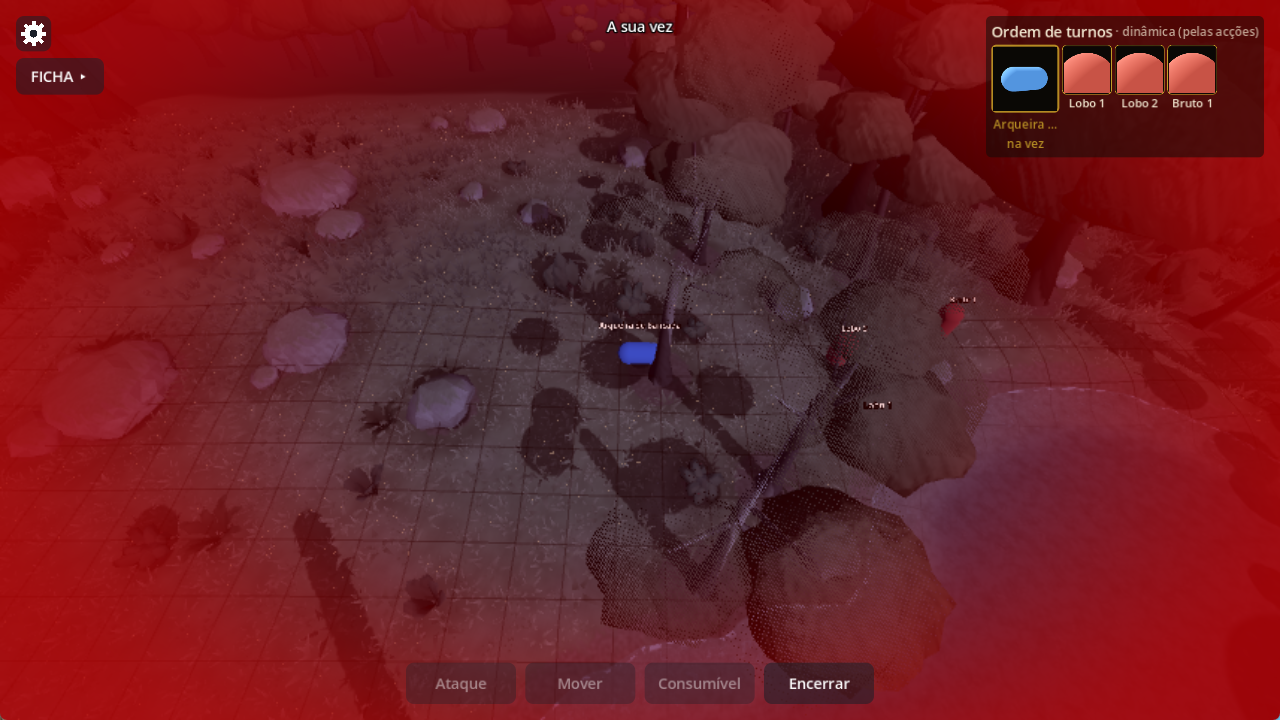 A sua vez
FICHA ▸
Ordem de turnos · dinâmica (pelas acções)
Lobo 1
Lobo 2
Bruto 1
Arqueira ...
na vez
Ataque
Mover
Consumível
Encerrar